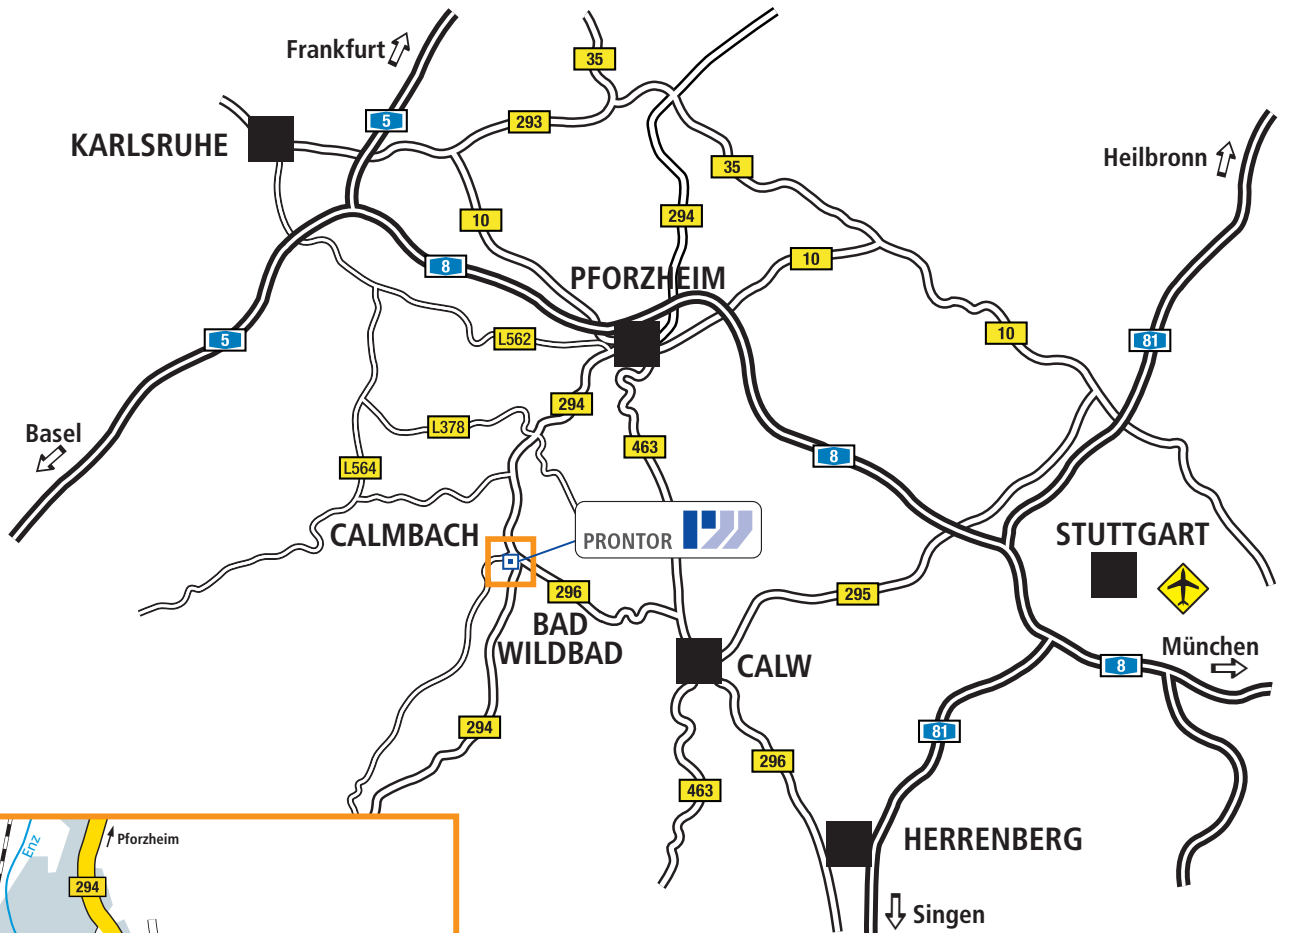 Frankfurt
35
5
293
KARLSRUHE
Heilbronn
35
10
294
10
8
PFORZHEIM
5
L562
10
81
294
L378
463
Basel
8
L564
CALMBACH
PRONTOR
STUTTGART
296
295
BAD
WILDBAD
CALW
München
8
294
81
296
463
HERRENBERG
Singen
Enz
Pforzheim
294